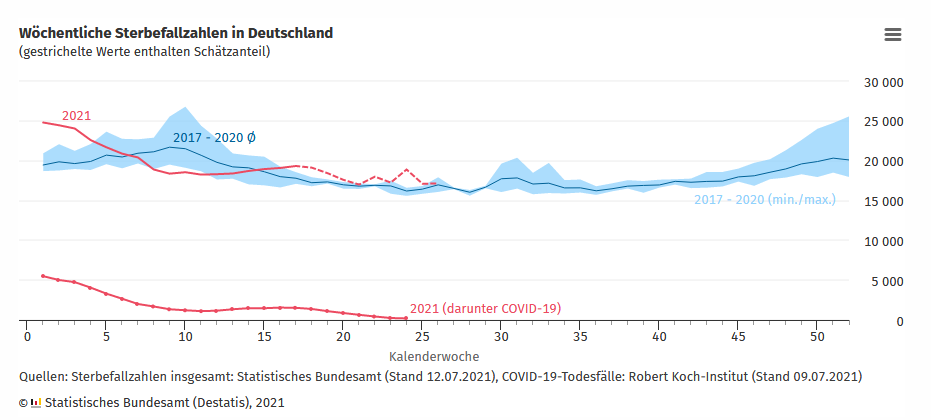 Wöchentliche Sterbefallzahlen in Deutschland
(gestrichelte Werte enthalten Schätzanteil)
30 000
2021
25 000
2017 - 2020 Ø
20 000
2017 - 2020 (min./max.)
15 000
10 000
5 000
2021 (darunter COVID-19)
0
0 5 10 15 20 25 30 35 40 45 50
Kalenderwoche
Quellen: Sterbefallzahlen insgesamt: Statistisches Bundesamt (Stand 12.07.2021), COVID-19-Todesfälle: Robert Koch-Institut (Stand 09.07.2021)
© Statistisches Bundesamt (Destatis), 2021